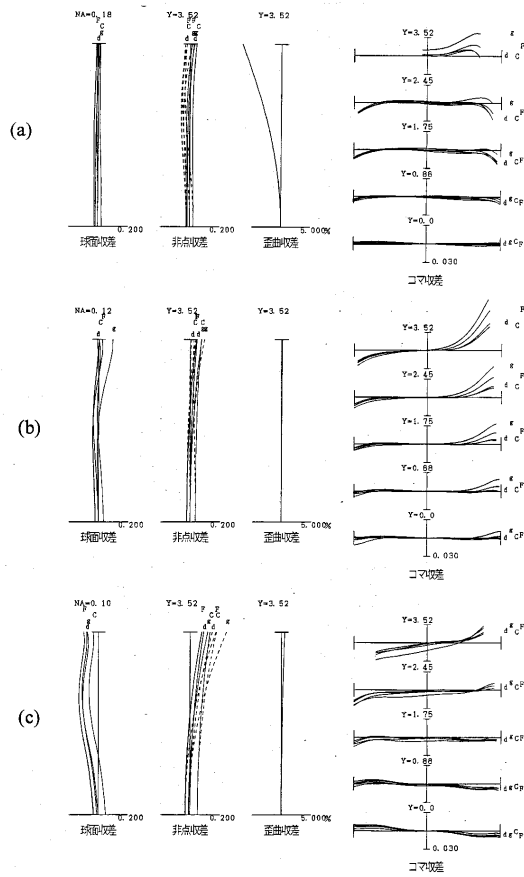 NA=0.18
F
C
g
d
0.200
球面収差
Y=3.52
d
0.200
非点収差
Y=3.52
5.000%
歪曲収差
Y=3.52
g
F
d C
Y=2.45
g
d C F
Y=1.75
g
d C F
Y=0.88
d g C F
Y=0.0
d g C F
0.030
コマ収差
(a)
NA=0.12
F
C
d g
0.200
球面収差
Y=3.52
F
C C
0.200
非点収差
Y=3.52
5.000%
歪曲収差
Y=3.52
F
d C
Y=2.45
g
F
d C
Y=1.75
g
F
d C
Y=0.88
g
d C F
Y=0.0
g
d C F
0.030
コマ収差
(b)
NA=0.10
F
C
g
d
0.200
球面収差
Y=3.52
F F
C C
g g
d d
0.200
非点収差
Y=3.52
5.000%
歪曲収差
Y=3.52
d g C F
Y=2.45
d g C F
Y=1.75
d g C F
Y=0.88
d g C F
Y=0.0
d g C F
0.030
コマ収差
(c)